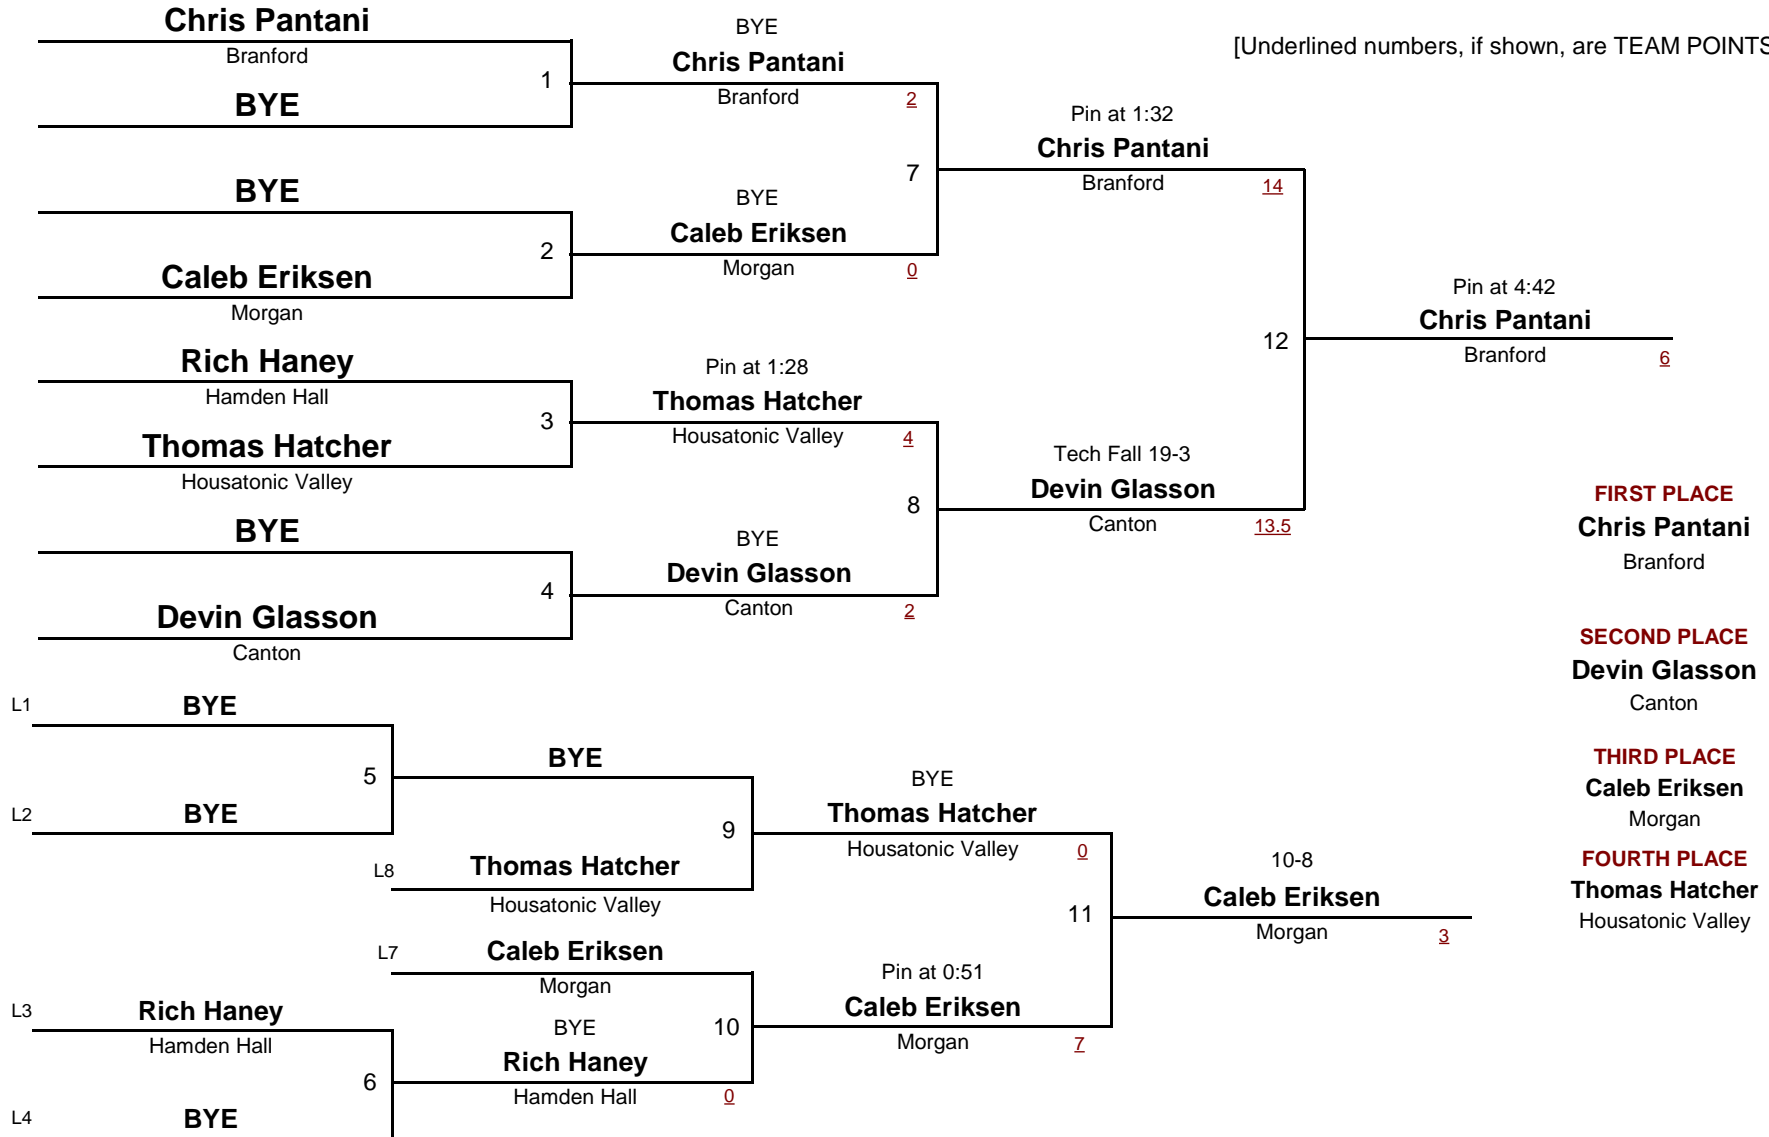 Chris Pantani
Branford
1
BYE
BYE
2
Caleb Eriksen
Morgan
Rich Haney
Hamden Hall
3
Thomas Hatcher
Housatonic Valley
BYE
4
Devin Glasson
Canton
BYE
Chris Pantani
Branford
2
7
BYE
Caleb Eriksen
Morgan
0
Pin at 1:28
Thomas Hatcher
Housatonic Valley
4
8
BYE
Devin Glasson
Canton
2
[Underlined numbers, if shown, are TEAM POINTS
Pin at 1:32
Chris Pantani
Branford
14
12
Tech Fall 19-3
Devin Glasson
Canton
13.5
Pin at 4:42
Chris Pantani
Branford
6
FIRST PLACE
Chris Pantani
Branford
SECOND PLACE
Devin Glasson
Canton
THIRD PLACE
Caleb Eriksen
Morgan
FOURTH PLACE
Thomas Hatcher
Housatonic Valley
L1
BYE
5
L2
BYE
BYE
9
L8
Thomas Hatcher
Housatonic Valley
L7
Caleb Eriksen
Morgan
L3
Rich Haney
Hamden Hall
6
L4
BYE
BYE
10
Rich Haney
Hamden Hall
0
BYE
Thomas Hatcher
Housatonic Valley
0
11
Pin at 0:51
Caleb Eriksen
Morgan
7
10-8
Caleb Eriksen
Morgan
3